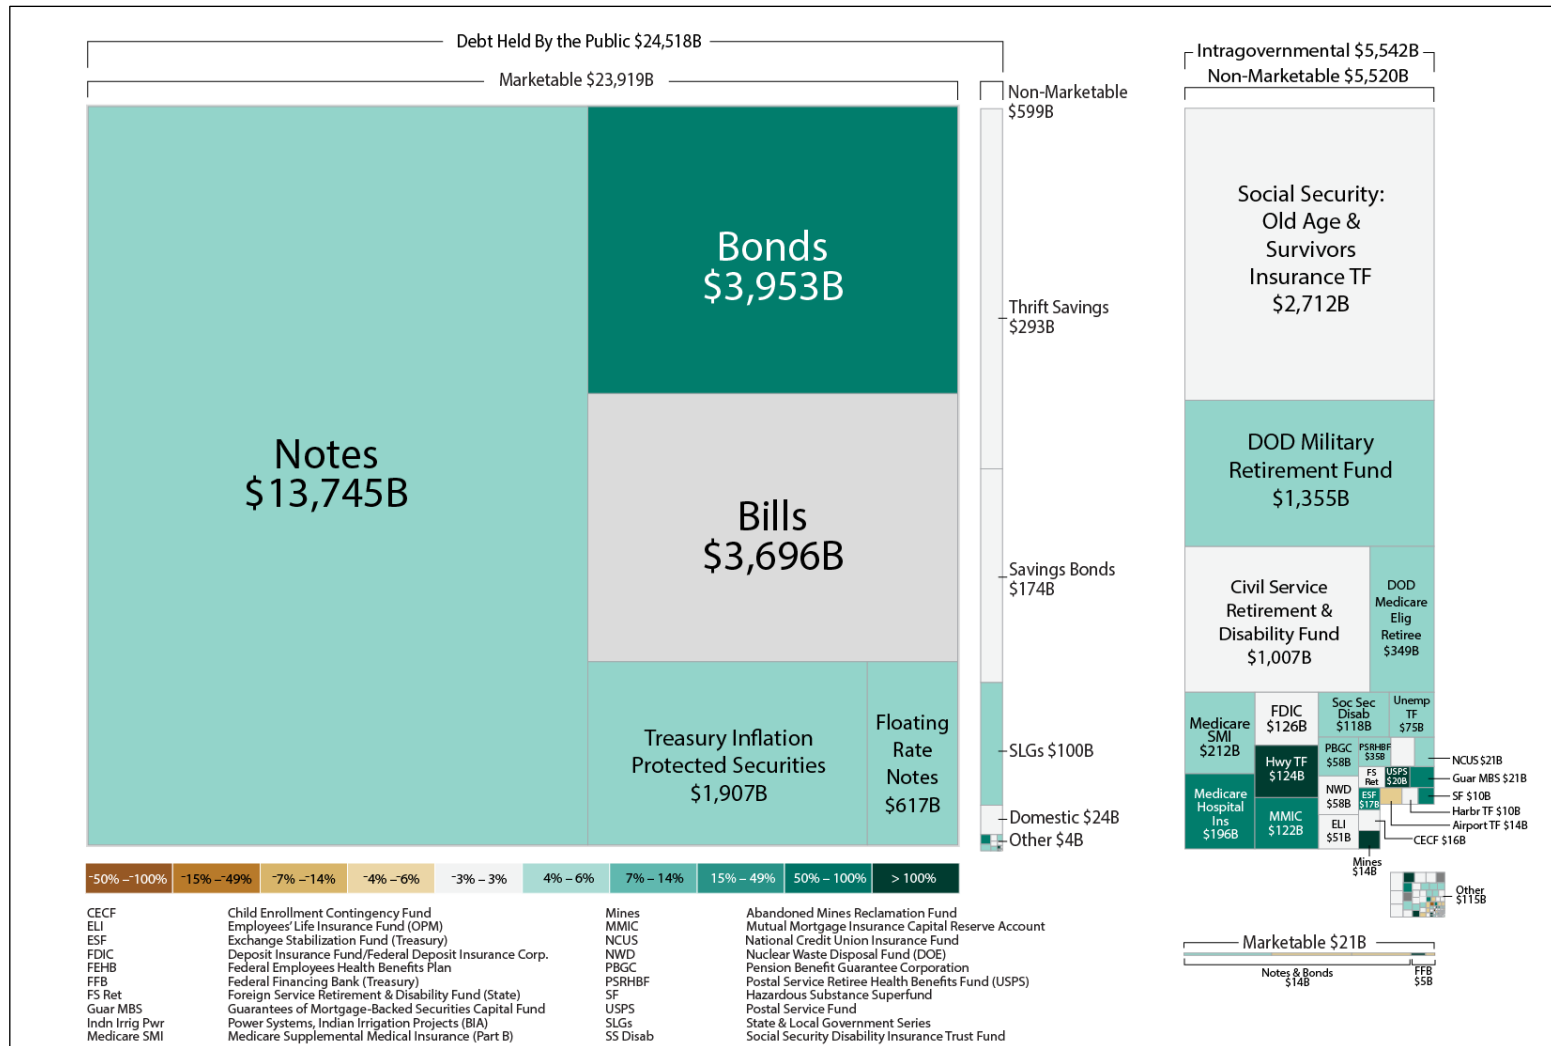 Debt Held By the Public $24,518B
Marketable $23,919B
Non-Marketable
$599B
Notes
$13,745B
Bonds
$3,953B
Bills
$3,696B
Treasury Inflation
Protected Securities
$1,907B
Floating
Rate
Notes
$617B
Thrift Savings
$293B
Savings Bonds
$174B
SLGs $100B
Domestic $24B
Other $4B
Intragovernmental $5,542B
Non-Marketable $5,520B
Social Security:
Old Age &
Survivors
Insurance TF
$2,712B
DOD Military
Retirement Fund
$1,355B
Civil Service
Retirement &
Disability Fund
$1,007B
DOD
Medicare
Elig
Retiree
$349B
Medicare
SMI
$212B
Medicare
Hospital
Ins
$196B
FDIC
$126B
Hwy TF
$124B
MMIC
$122B
Soc Sec
Disab
$118B
Unemp
TF
$75B
PBGC
$58B
NWD
$58B
ELI
$51B
PSRHBF
$35B
FS
Ret
USPS
$20B
ESF
$17B
NCUS $21B
Guar MBS $21B
SF $10B
Harbr TF $10B
Airport TF $14B
CECF $16B
Mines
$14B
Other
$115B
Marketable $21B
Notes & Bonds
$14B
FFB
$5B
-50% – -100%
-15% – -49%
-7% – -14%
-4% – -6%
-3% – 3%
4% – 6%
7% – 14%
15% – 49%
50% – 100%
> 100%
CECF Child Enrollment Contingency Fund
ELI Employees' Life Insurance Fund (OPM)
ESF Exchange Stabilization Fund (Treasury)
FDIC Deposit Insurance Fund/Federal Deposit Insurance Corp.
FEHB Federal Employees Health Benefits Plan
FFB Federal Financing Bank (Treasury)
FS Ret Foreign Service Retirement & Disability Fund (State)
Guar MBS Guarantees of Mortgage-Backed Securities Capital Fund
Indn Irrig Pwr Power Systems, Indian Irrigation Projects (BIA)
Medicare SMI Medicare Supplemental Medical Insurance (Part B)
Mines Abandoned Mines Reclamation Fund
MMIC Mutual Mortgage Insurance Capital Reserve Account
NCUS National Credit Union Insurance Fund
NWD Nuclear Waste Disposal Fund (DOE)
PBGC Pension Benefit Guarantee Corporation
PSRHBF Postal Service Retiree Health Benefits Fund (USPS)
SF Hazardous Substance Superfund
USPS Postal Service Fund
SLGs State & Local Government Series
SS Disab Social Security Disability Insurance Trust Fund